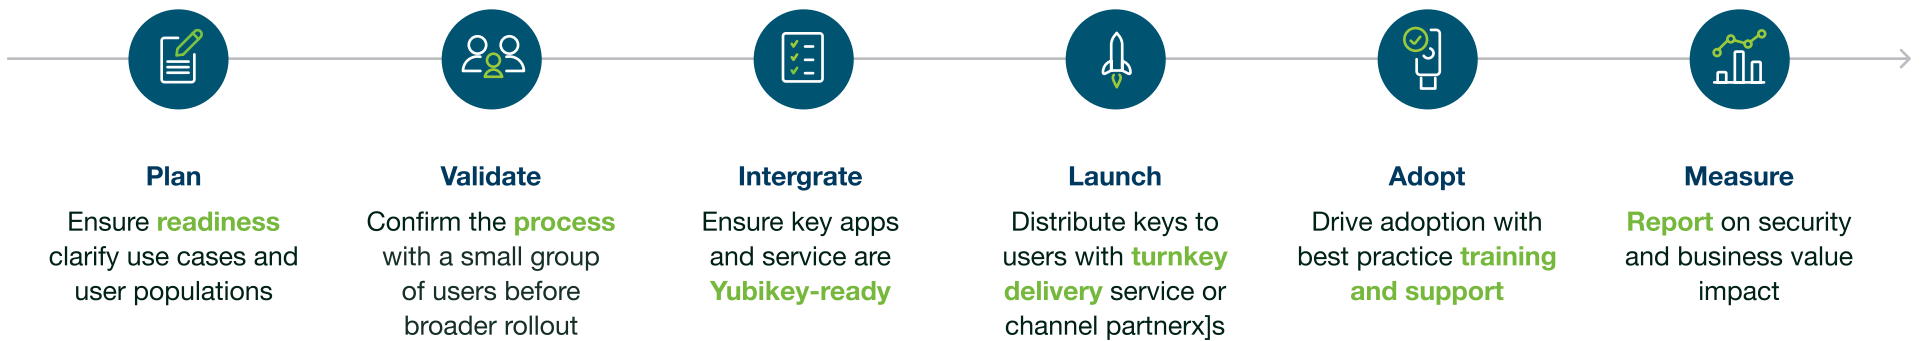 Plan
Ensure readiness
clarify use cases and
user populations
Validate
Confirm the process
with a small group
of users before
broader rollout
Intergrate
Ensure key apps
and service are
Yubikey-ready
Launch
Distribute keys to
users with turnkey
delivery service or
channel partnerx]s
Adopt
Drive adoption with
best practice training
and support
Measure
Report on security
and business value
impact